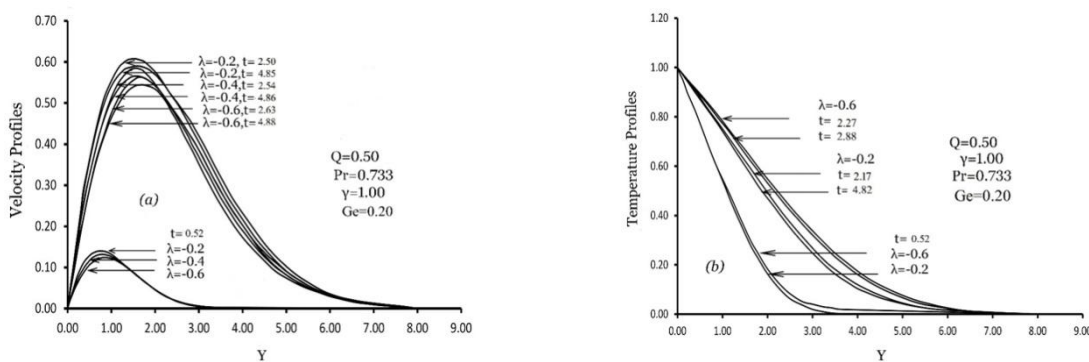 0.70
0.60
0.50
0.40
0.30
0.20
0.10
0.00
Velocity Profiles
λ=-0.2, t= 2.50
λ=-0.2,t= 4.85
λ=-0.4,t= 2.54
λ=-0.4,t= 4.86
λ=-0.6,t= 2.63
λ=-0.6,t= 4.88
Q=0.50
Pr=0.733
γ=1.00
Ge=0.20
(a)
t= 0.52
λ=-0.2
λ=-0.4
λ=-0.6
0.00 1.00 2.00 3.00 4.00 5.00 6.00 7.00 8.00 9.00
Y
1.20
1.00
0.80
0.60
0.40
0.20
0.00
Temperature Profiles
λ=-0.6
t= 2.27
t= 2.88
λ=-0.2
t= 2.17
t= 4.82
Q=0.50
γ=1.00
Pr=0.733
Ge=0.20
t= 0.52
λ=-0.6
λ=-0.2
(b)
0.00 1.00 2.00 3.00 4.00 5.00 6.00 7.00 8.00 9.00
Y